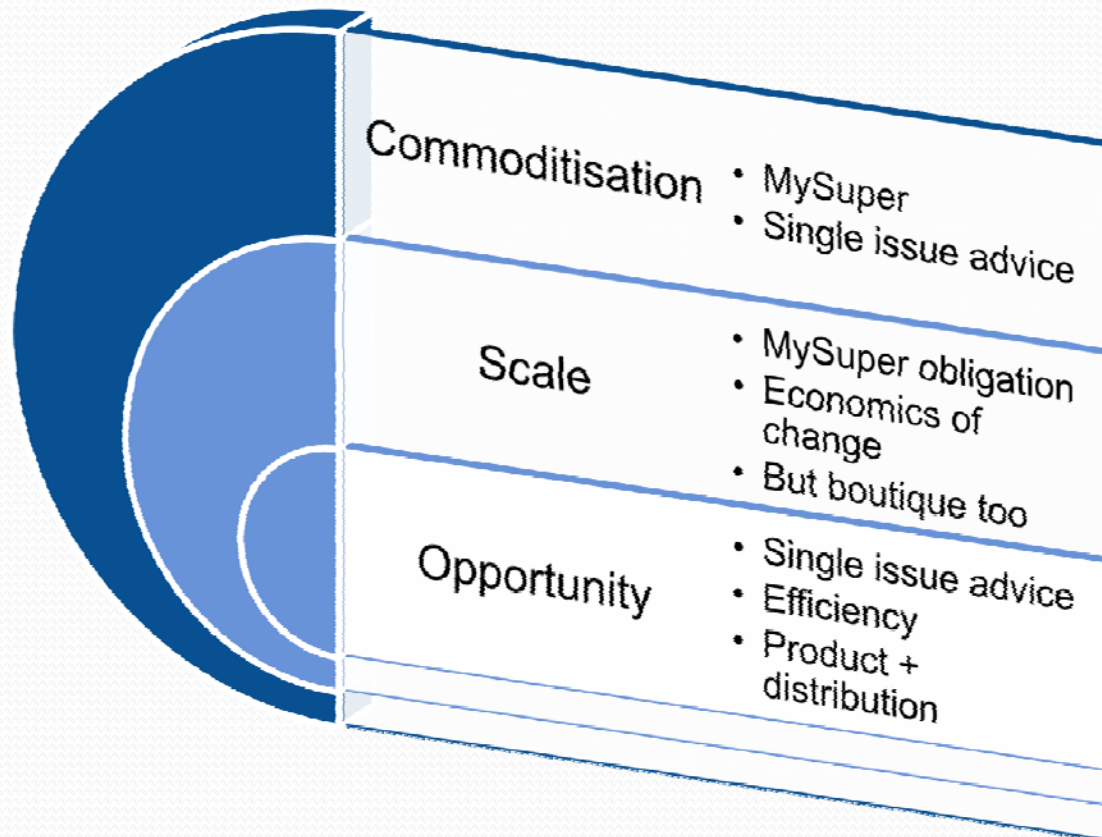 Commoditisation
• MySuper
• Single issue advice
Scale
• MySuper obligation
• Economics of
change
• But boutique too
Opportunity
• Single issue advice
• Efficiency
• Product +
distribution